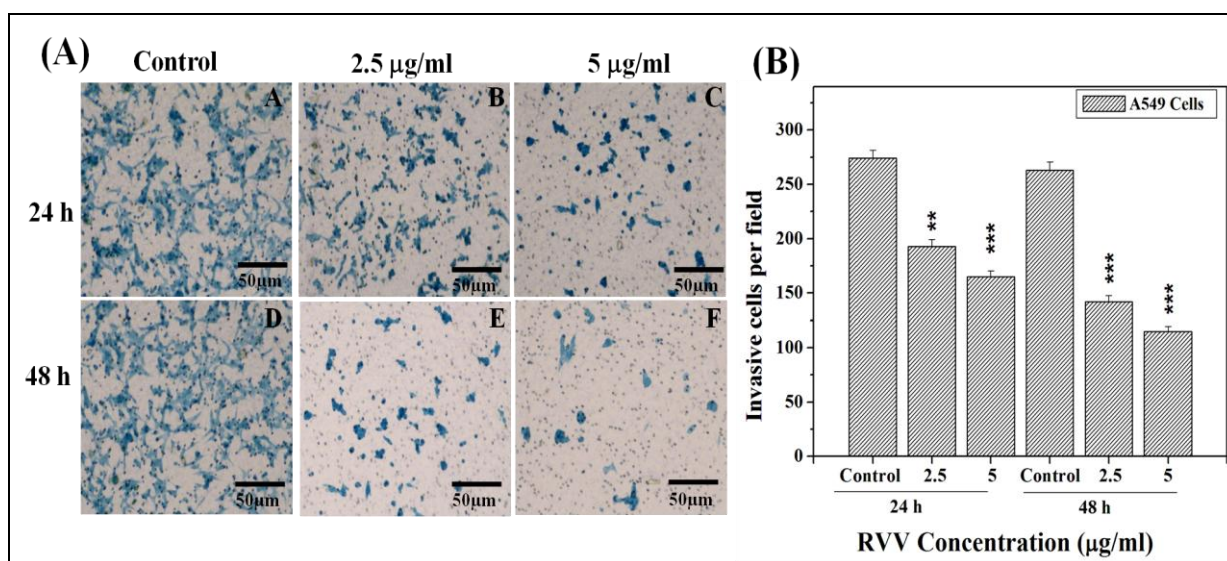 (A)
Control
2.5 μg/ml
5 μg/ml
24 h
A
50μm
B
50μm
C
50μm
48 h
D
50μm
E
50μm
F
50μm
(B)
A549 Cells
Invasive cells per field
300
250
200
150
100
50
0
**
***
***
***
Control 2.5 5 Control 2.5 5
24 h 48 h
RVV Concentration (μg/ml)